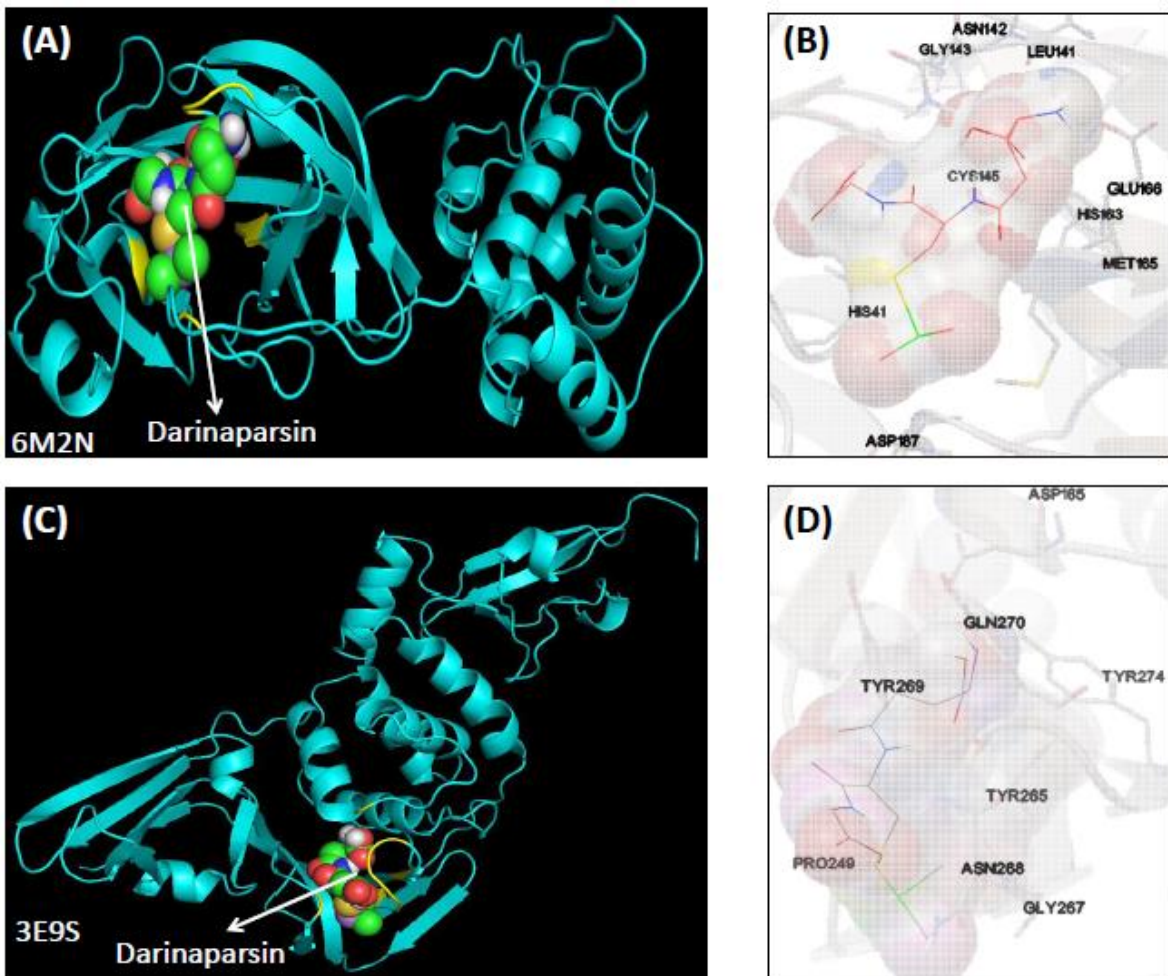 (A)
Darinaparsin
6M2N
(B)
ASN142
GLY143
LEU141
CYS145
GLU166
HIS163
MET165
HIS41
ASP187
(C)
3E9S
Darinaparsin
(D)
ASP165
GLN270
TYR269
TYR274
TYR265
PRO249
ASN268
GLY267